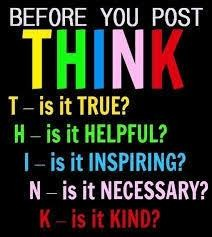 BEFORE YOU POST
THINK
T – is it TRUE?
H – is it HELPFUL?
I – is it INSPIRING?
N – is it NECESSARY?
K – is it KIND?